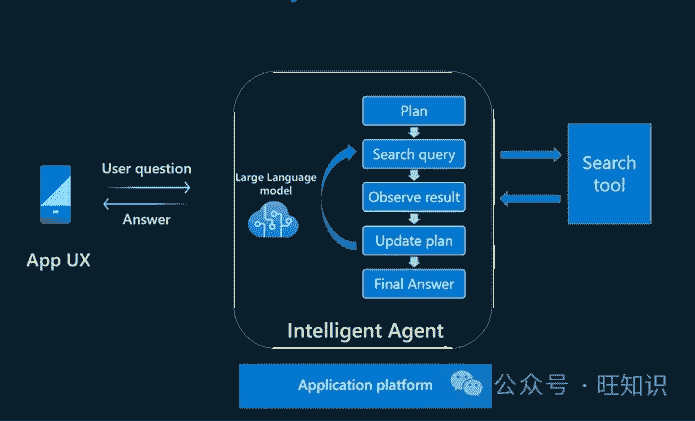 User question
Answer
App UX
Large Language
model
Plan
Search query
Observe result
Update plan
Final Answer
Intelligent Agent
Search
tool
Application platform
公众号 · 旺知识